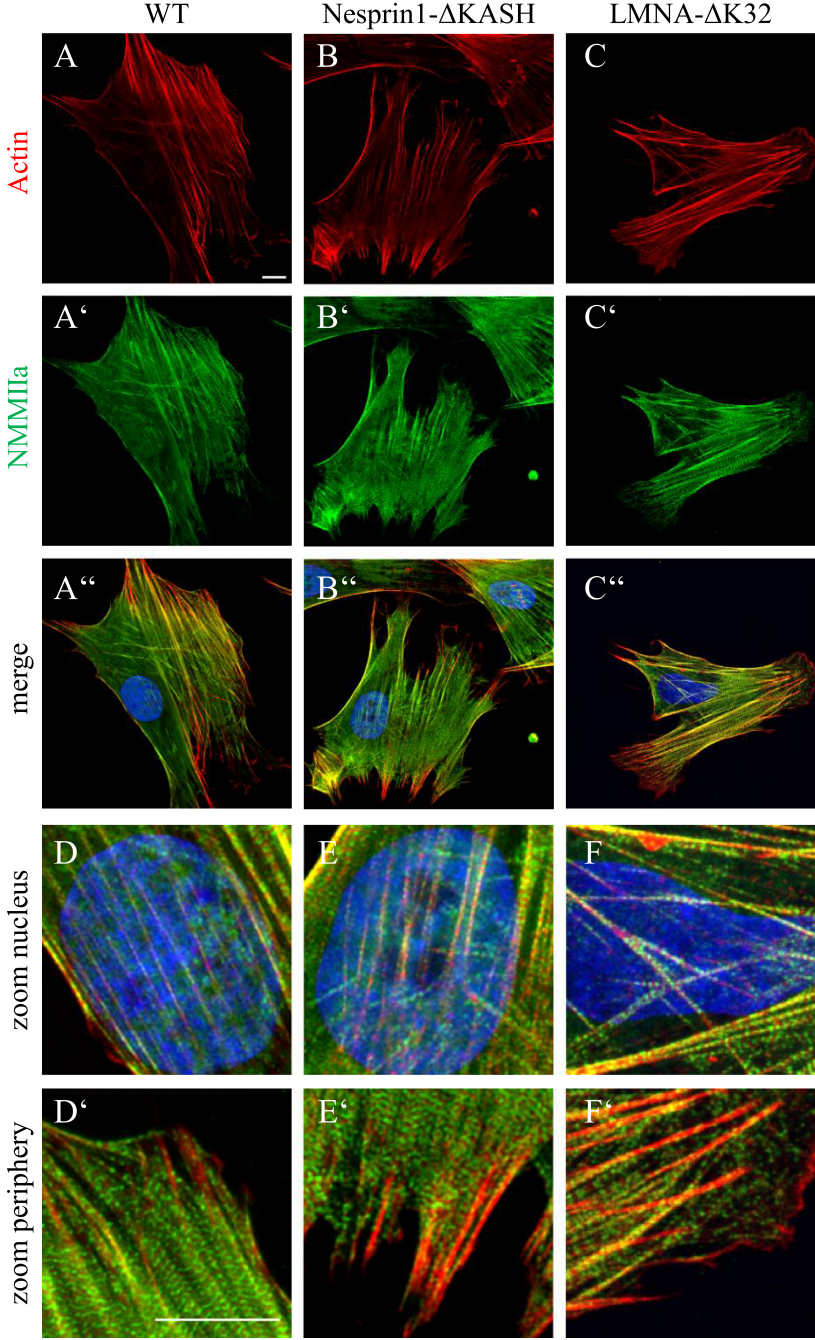 WT Nesprin1-ΔKASH LMNA-ΔK32
Actin
A B C
NMMIIa
A‘ B‘ C‘
merge
A“ B“ C“
zoom nucleus
D E F
zoom periphery
D‘ E‘ F‘